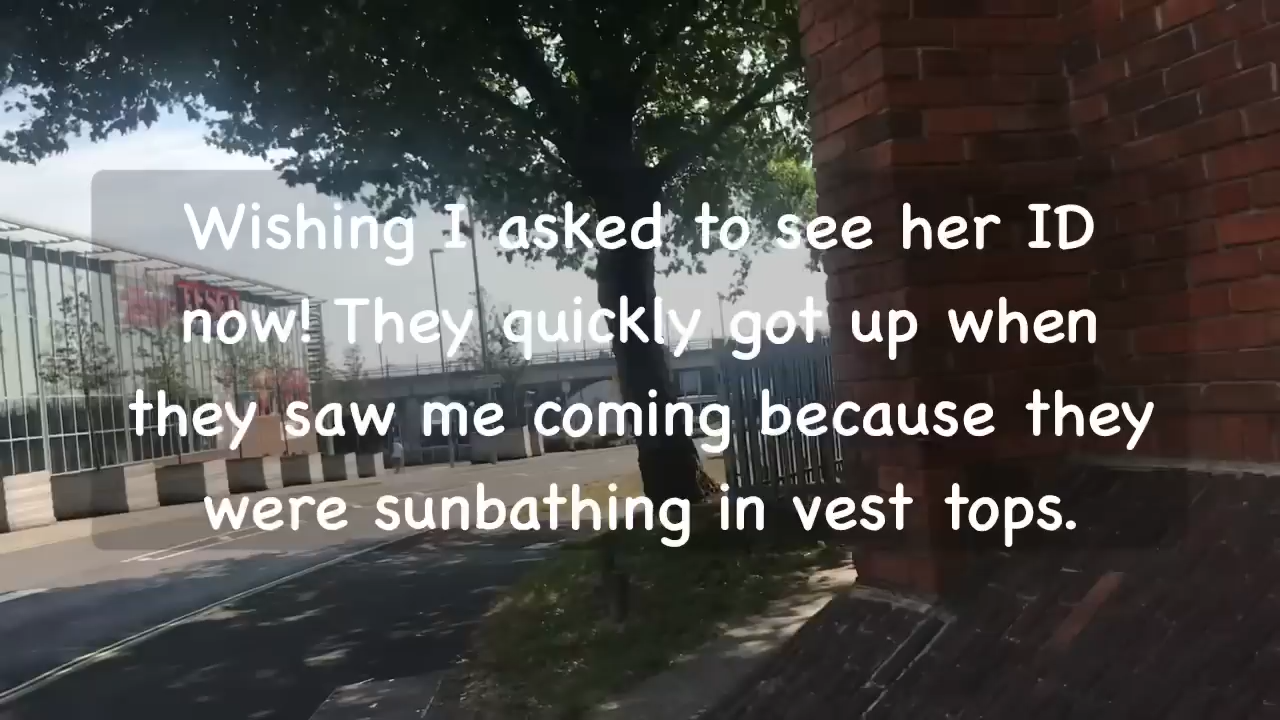 Wishing I asked to see her ID
now! They quickly got up when
they saw me coming because they
were sunbathing in vest tops.
TESCO